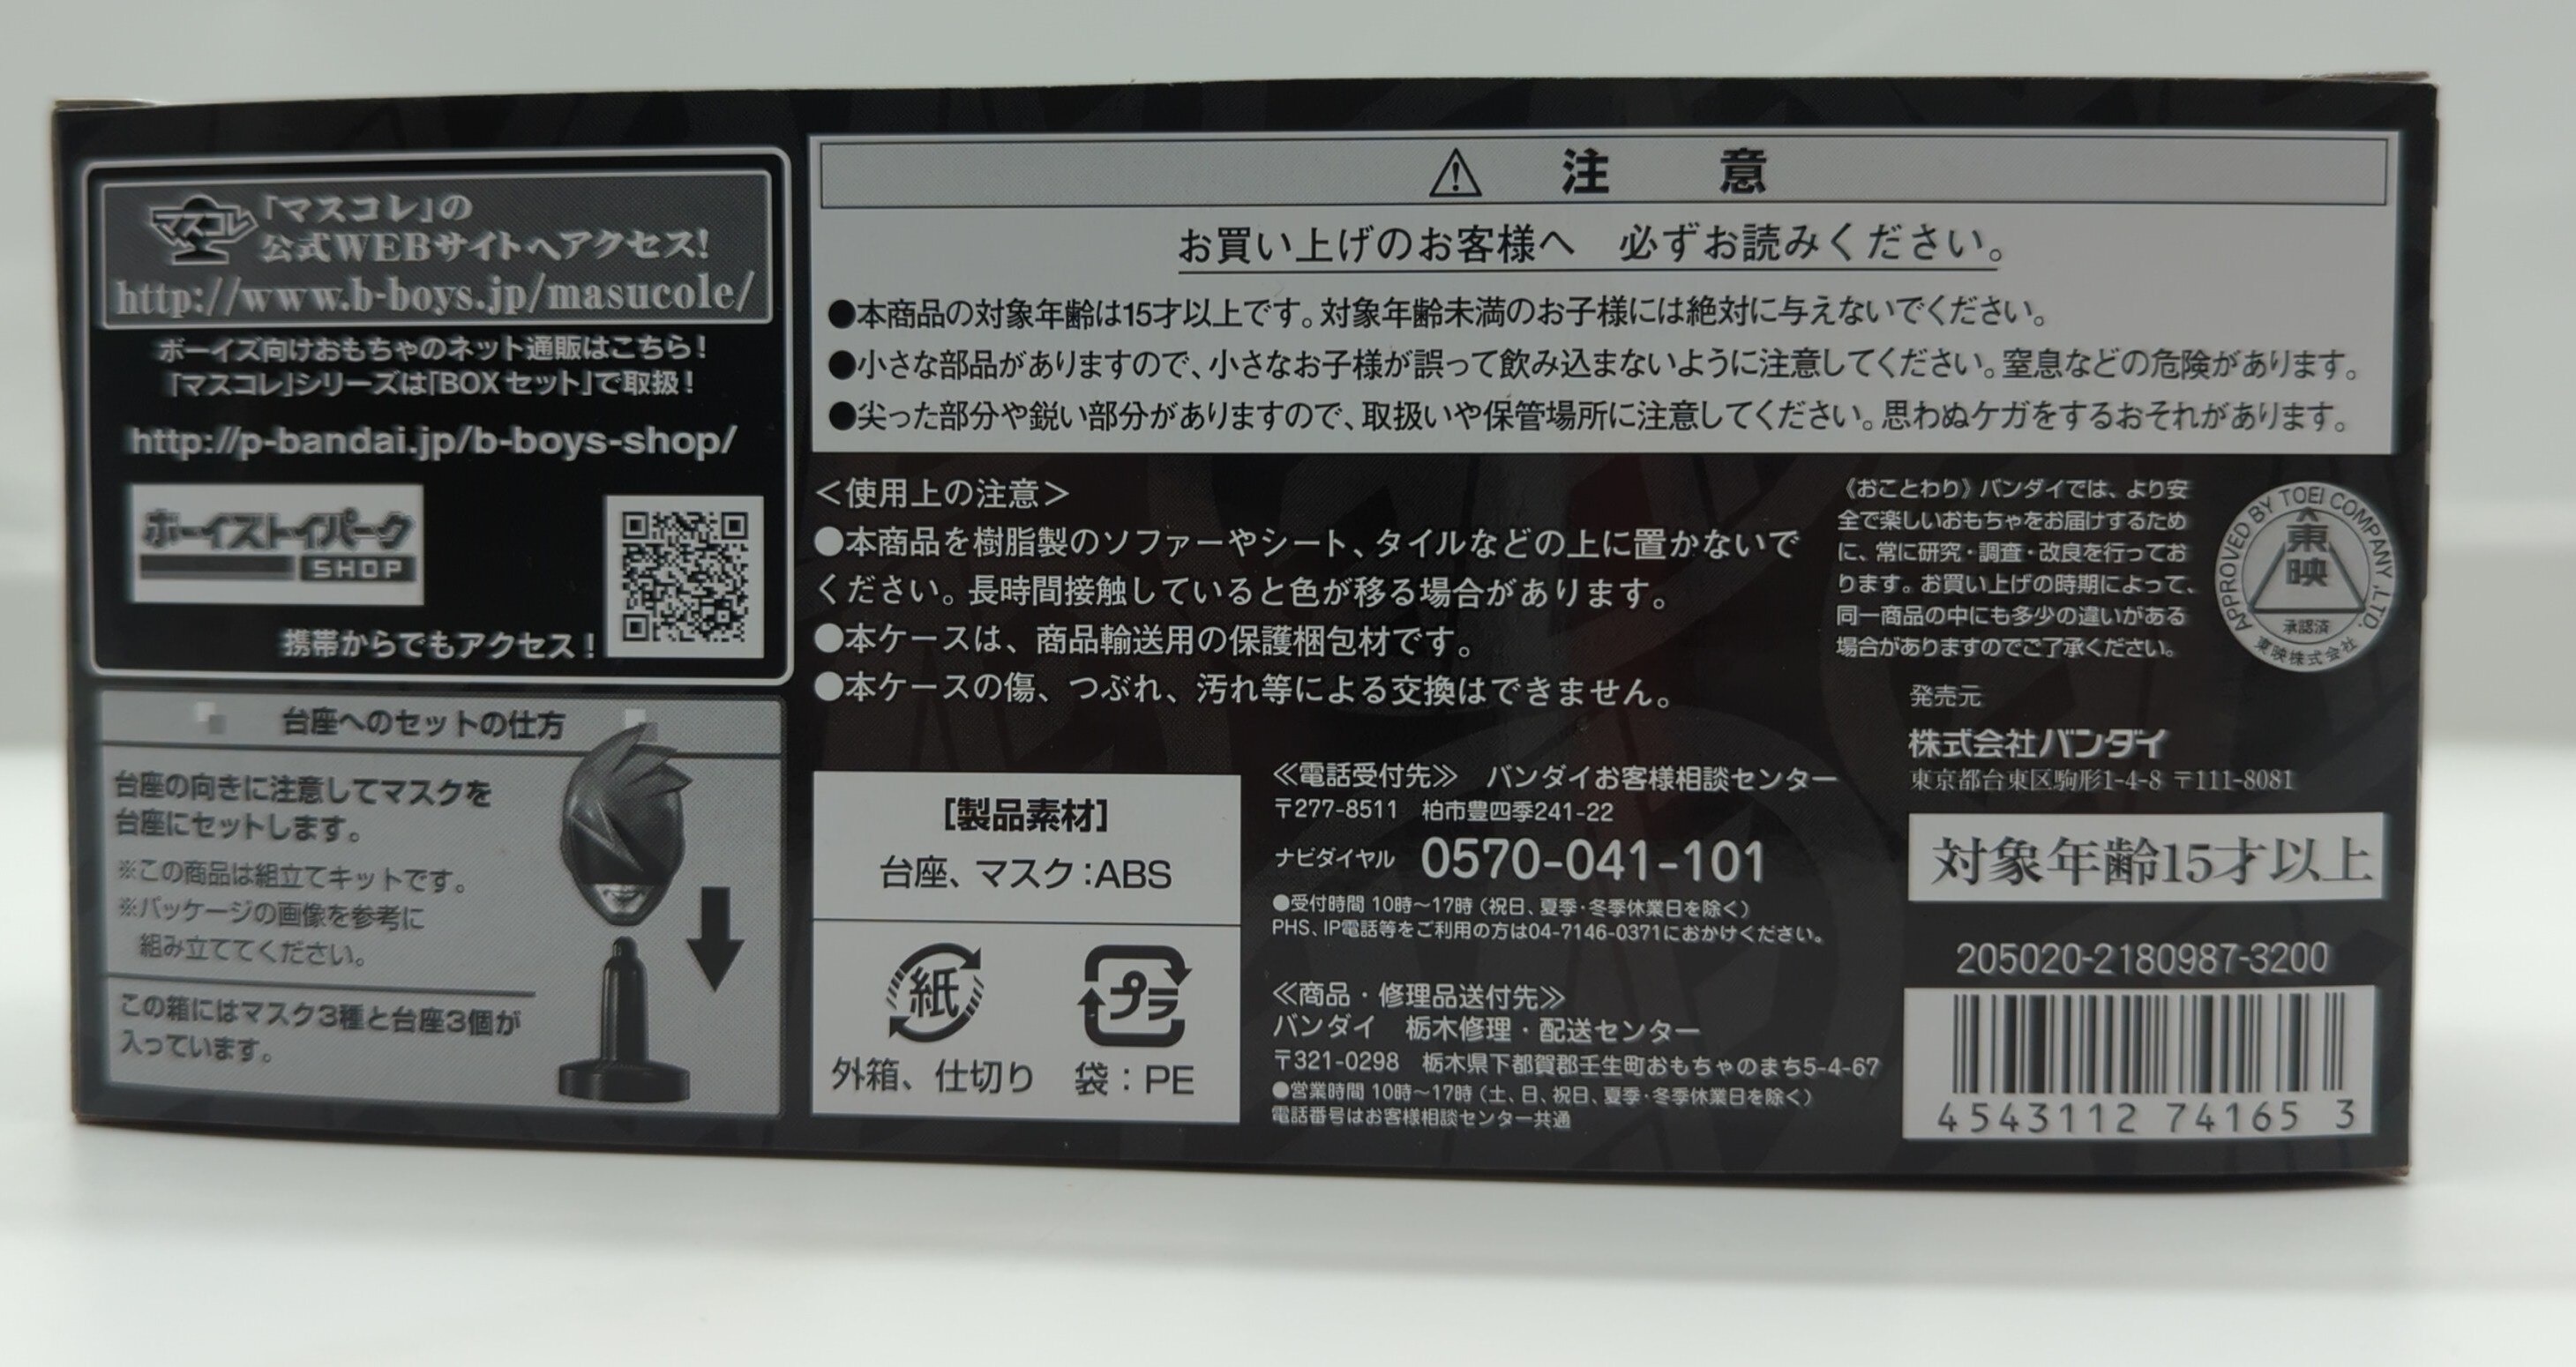 マスコレ
「マスコレ」の
公式WEBサイトへアクセス!
http://www.b-boys.jp/masucole/
ボーイズ向けおもちゃのネット通販はこちら!
「マスコレ」シリーズは「BOXセット」で取扱!
http://p-bandai.jp/b-boys-shop/
ボーイズトイパーク
SHOP
携帯からでもアクセス!
台座へのセットの仕方
台座の向きに注意してマスクを
台座にセットします。
※この商品は組立てキットです。
※パッケージの画像を参考に
組み立ててください。
この箱にはマスク3種と台座3個が
入っています。
注意
お買い上げのお客様へ 必ずお読みください。
●本商品の対象年齢は15才以上です。対象年齢未満のお子様には絶対に与えないでください。
●小さな部品がありますので、小さなお子様が誤って飲み込まないように注意してください。窒息などの危険があります。
●尖った部分や鋭い部分がありますので、取扱いや保管場所に注意してください。思わぬケガをするおそれがあります。
<使用上の注意>
●本商品を樹脂製のソファーやシート、タイルなどの上に置かないで
ください。長時間接触していると色が移る場合があります。
●本ケースは、商品輸送用の保護梱包材です。
●本ケースの傷、つぶれ、汚れ等による交換はできません。
[製品素材]
台座、マスク:ABS
紙
外箱、仕切り
プラ
袋:PE
≪電話受付先≫ バンダイお客様相談センター
〒277-8511 柏市豊四季241-22
ナビダイヤル 0570-041-101
●受付時間 10時〜17時(祝日、夏季・冬季休業日を除く)
PHS、IP電話等をご利用の方は04-7146-0371におかけください。
≪商品・修理品送付先≫
バンダイ 栃木修理・配送センター
〒321-0298 栃木県下都賀郡壬生町おもちゃのまち5-4-67
●営業時間 10時〜17時(土、日、祝日、夏季・冬季休業日を除く)
電話番号はお客様相談センター共通
《おことわり》バンダイでは、より安
全で楽しいおもちゃをお届けするため
に、常に研究・調査・改良を行ってお
ります。お買い上げの時期によって、
同一商品の中にも多少の違いがある
場合がありますのでご了承ください。
APPROVED BY TOEI COMPANY,LTD.
東映
承認済
東映株式会社
発売元
株式会社バンダイ
東京都台東区駒形1-4-8 〒111-8081
対象年齢15才以上
205020-2180987-3200
4543112 74165 3